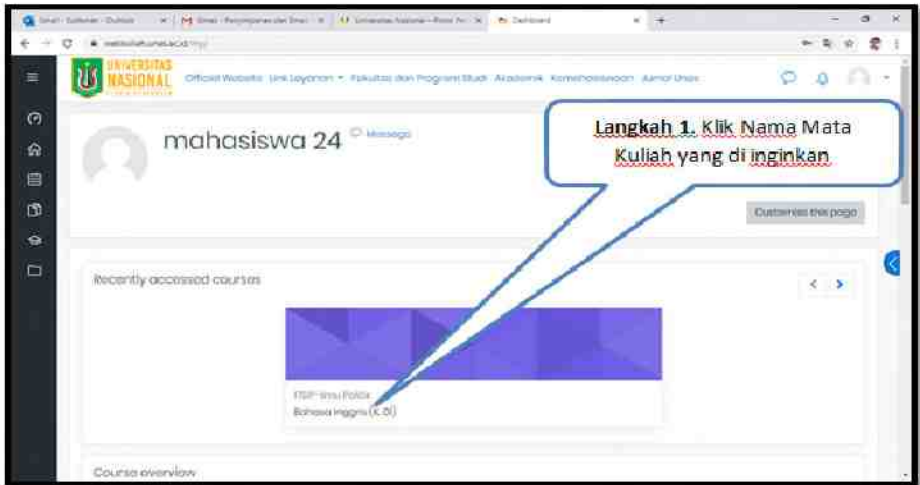 Dashboard
UNIVERSITAS
NASIONAL
Official Website Link Layanan Fakultas dan Program Studi Akademik Kemahasiswaan Jurnal Unas
mahasiswa 24
Message
Langkah 1. Klik Nama Mata
Kuliah yang di inginkan
Customise this page
Recently accessed courses
FISIP-Ilmu Politik
Bahasa Inggris (K.01)
Course overview